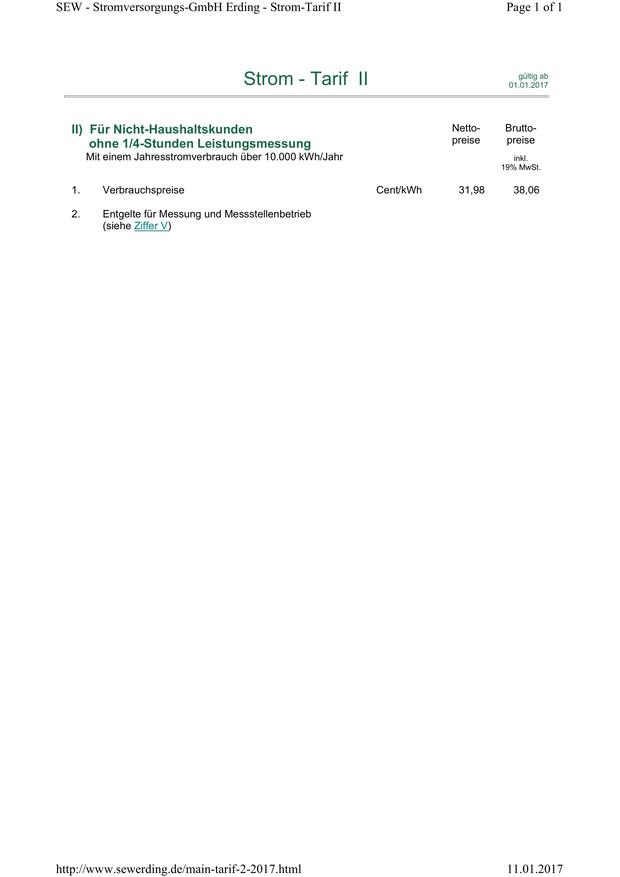 SEW - Stromversorgungs-GmbH Erding - Strom-Tarif II Page 1 of 1
Strom - Tarif II
gültig ab
01.01.2017
II) Für Nicht-Haushaltskunden
ohne 1/4-Stunden Leistungsmessung
Mit einem Jahresstromverbrauch über 10.000 kWh/Jahr
Netto-
preise
Brutto-
preise
inkl.
19% MwSt.
1. Verbrauchspreise Cent/kWh 31,98 38,06
2. Entgelte für Messung und Messstellenbetrieb
(siehe Ziffer V)
http://www.sewerding.de/main-tarif-2-2017.html 11.01.2017